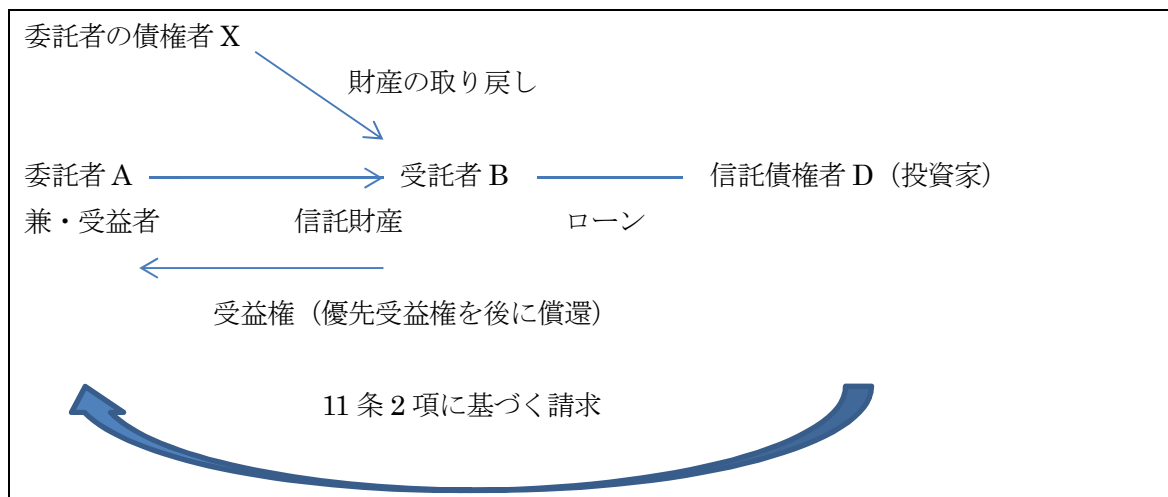 委託者の債権者 X
財産の取り戻し
委託者 A 受託者 B 信託債権者 D（投資家）
兼・受益者 信託財産 ローン
受益権（優先受益権を後に償還）
11 条 2 項に基づく請求